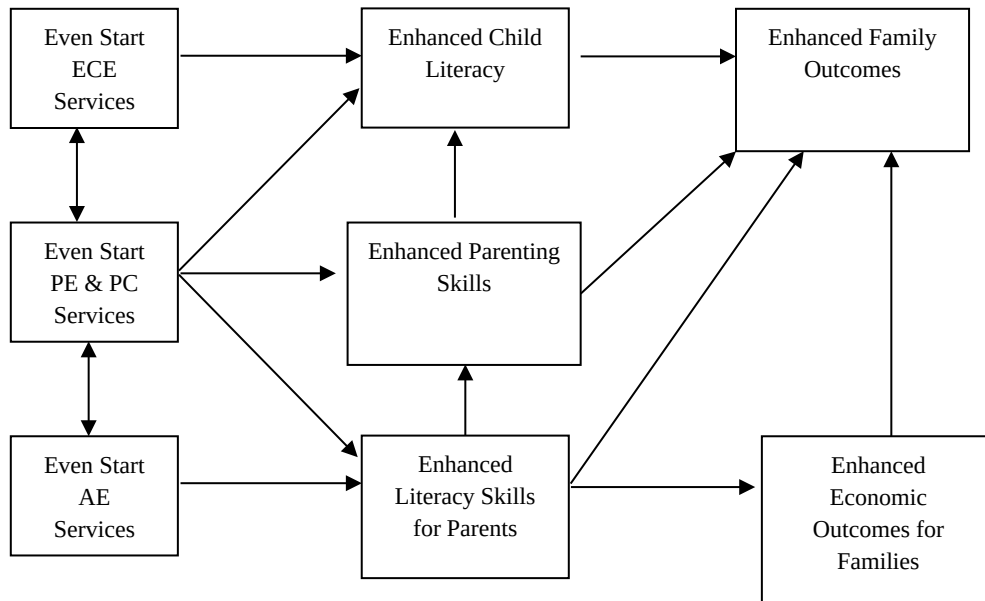 Even Start
ECE
Services
Enhanced Child
Literacy
Enhanced Family
Outcomes
Even Start
PE & PC
Services
Enhanced Parenting
Skills
Even Start
AE
Services
Enhanced
Literacy Skills
for Parents
Enhanced
Economic
Outcomes for
Families